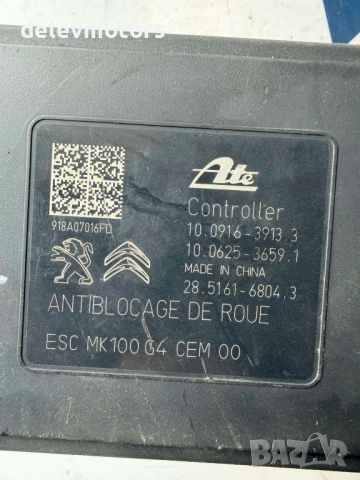 detevimotors
Ate
Controller
918A07016FD
10.0916-3913.3
10.0625-3659.1
MADE IN CHINA
28.5161-6804.3
ANTIBLOCAGE DE ROUE
ESC MK100 G4 CEM 00
BAZAR